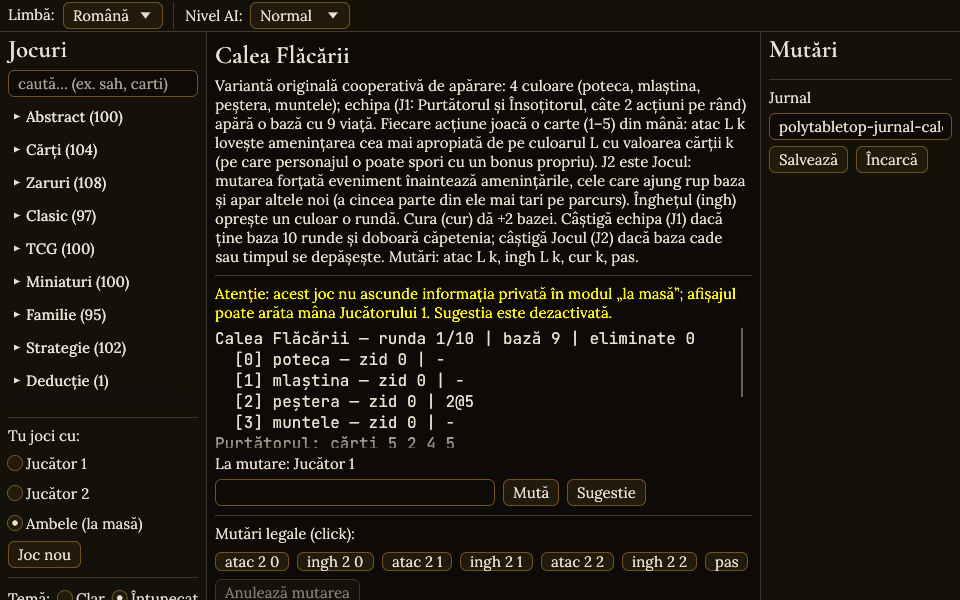 Limbă: Română ▼ Nivel AI: Normal ▼
Jocuri
caută... (ex. sah, carti)
▸ Abstract (100)
▸ Cărți (104)
▸ Zaruri (108)
▸ Clasic (97)
▸ TCG (100)
▸ Miniaturi (100)
▸ Familie (95)
▸ Strategie (102)
▸ Deducție (1)
Tu joci cu:
Jucător 1
Jucător 2
Ambele (la masă)
Joc nou
Temă: Clar Întunecat
Calea Flăcării
Variantă originală cooperativă de apărare: 4 culoare (poteca, mlaștina,
peștera, muntele); echipa (J1: Purtătorul și Însoțitorul, câte 2 acțiuni pe rând)
apără o bază cu 9 viață. Fiecare acțiune joacă o carte (1–5) din mână: atac L k
lovește amenințarea cea mai apropiată de pe culoarul L cu valoarea cărții k
(pe care personajul o poate spori cu un bonus propriu). J2 este Jocul:
mutarea forțată eveniment înaintează amenințările, cele care ajung rup baza
și apar altele noi (a cincea parte din ele mai tari pe parcurs). Înghețul (ingh)
oprește un culoar o rundă. Cura (cur) dă +2 bazei. Câștigă echipa (J1) dacă
ține baza 10 runde și doboară căpetenia; câștigă Jocul (J2) dacă baza cade
sau timpul se depășește. Mutări: atac L k, ingh L k, cur k, pas.
Atenție: acest joc nu ascunde informația privată în modul „la masă”; afișajul
poate arăta mâna Jucătorului 1. Sugestia este dezactivată.
Calea Flăcării — runda 1/10 | bază 9 | eliminate 0
[0] poteca — zid 0 | -
[1] mlaștina — zid 0 | -
[2] peștera — zid 0 | 2@5
[3] muntele — zid 0 | -
Purtătorul: cărți 5 2 4 5
La mutare: Jucător 1
Mută Sugestie
Mutări legale (click):
atac 2 0 ingh 2 0 atac 2 1 ingh 2 1 atac 2 2 ingh 2 2 pas
Anulează mutarea
Mutări
Jurnal
polytabletop-jurnal-cale
Salvează Încarcă